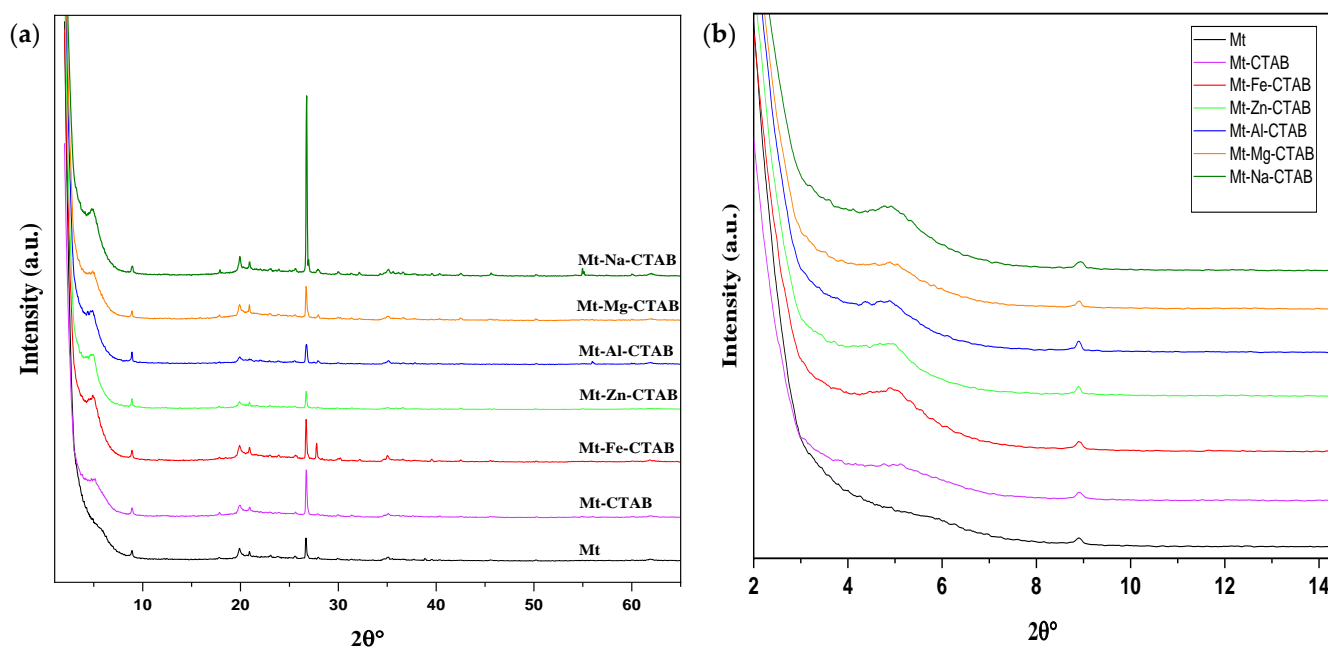 (a)
Intensity (a.u.)
Mt-Na-CTAB
Mt-Mg-CTAB
Mt-Al-CTAB
Mt-Zn-CTAB
Mt-Fe-CTAB
Mt-CTAB
Mt
10 20 30 40 50 60
2θ°
(b)
Intensity (a.u.)
Mt
Mt-CTAB
Mt-Fe-CTAB
Mt-Zn-CTAB
Mt-Al-CTAB
Mt-Mg-CTAB
Mt-Na-CTAB
2 4 6 8 10 12 14
2θ°